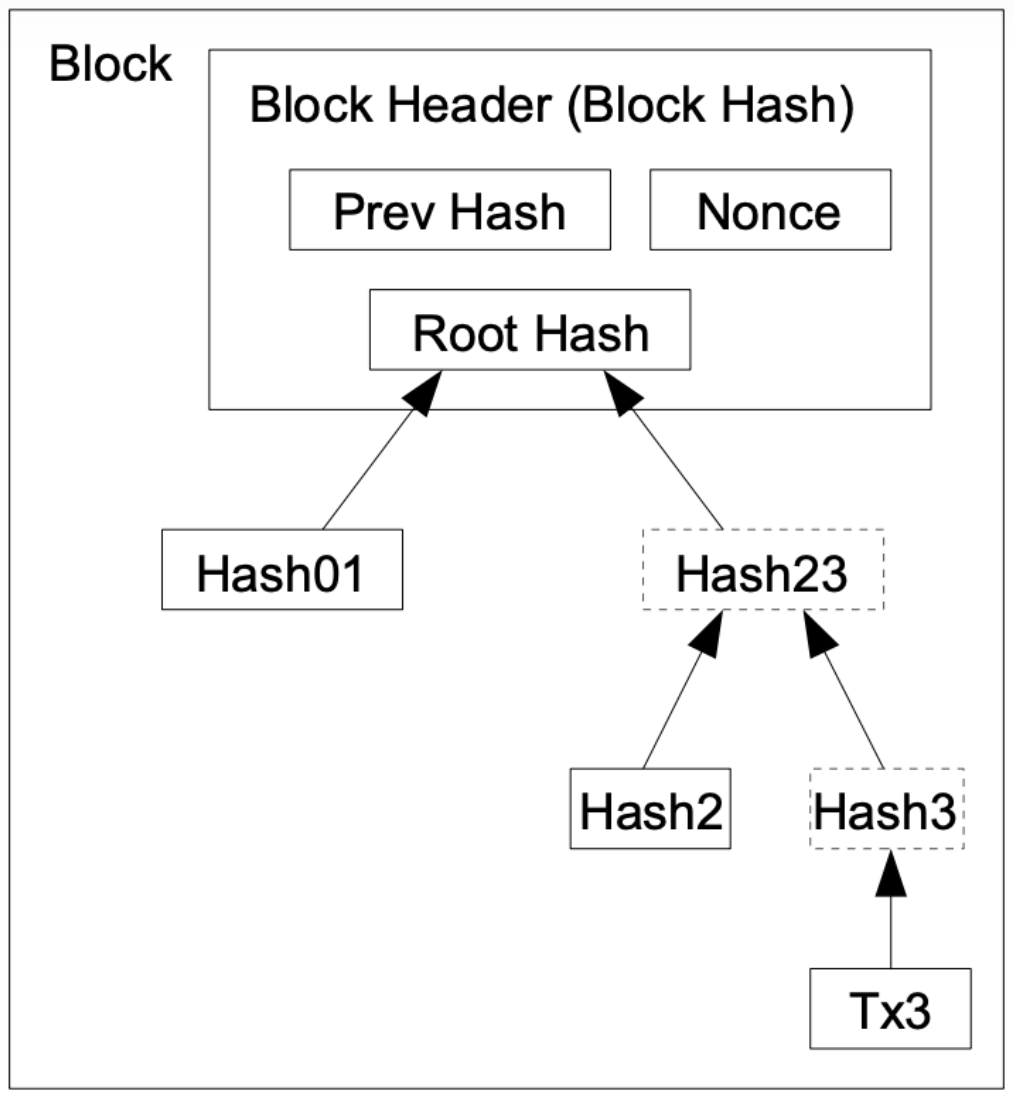 Block
Block Header (Block Hash)
Prev Hash
Nonce
Root Hash
Hash01
Hash23
Hash2
Hash3
Tx3